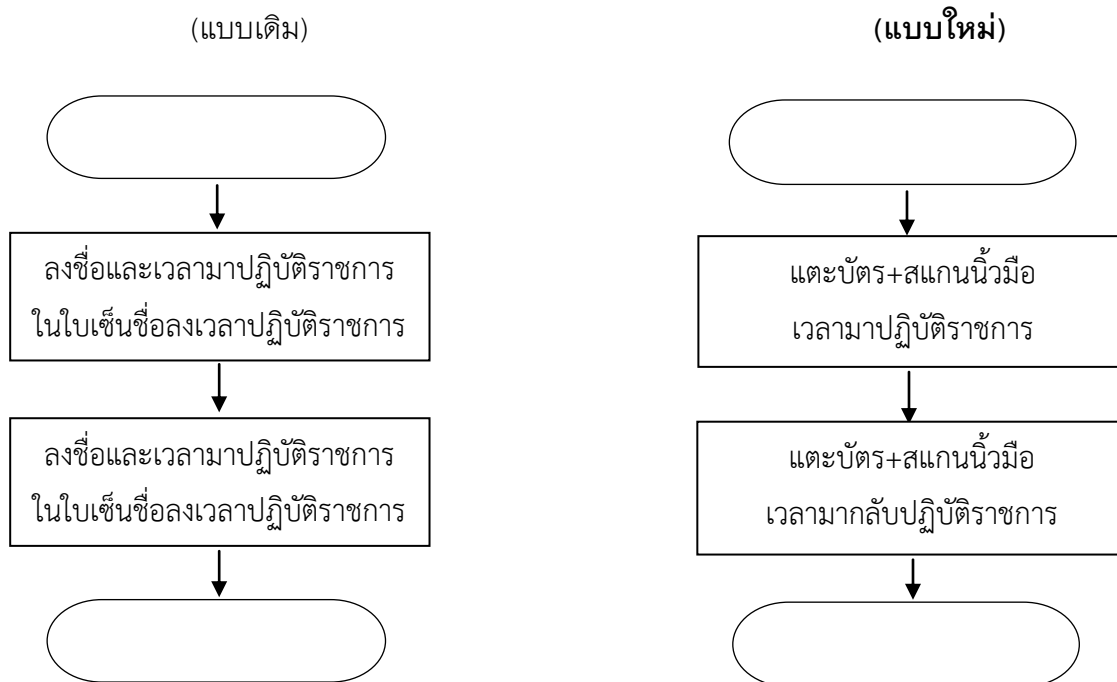 (แบบเดิม)
ลงชื่อและเวลามาปฏิบัติราชการ
ในใบเซ็นชื่อลงเวลาปฏิบัติราชการ
ลงชื่อและเวลามาปฏิบัติราชการ
ในใบเซ็นชื่อลงเวลาปฏิบัติราชการ
(แบบใหม่)
แตะบัตร+สแกนนิ้วมือ
เวลามาปฏิบัติราชการ
แตะบัตร+สแกนนิ้วมือ
เวลามากลับปฏิบัติราชการ